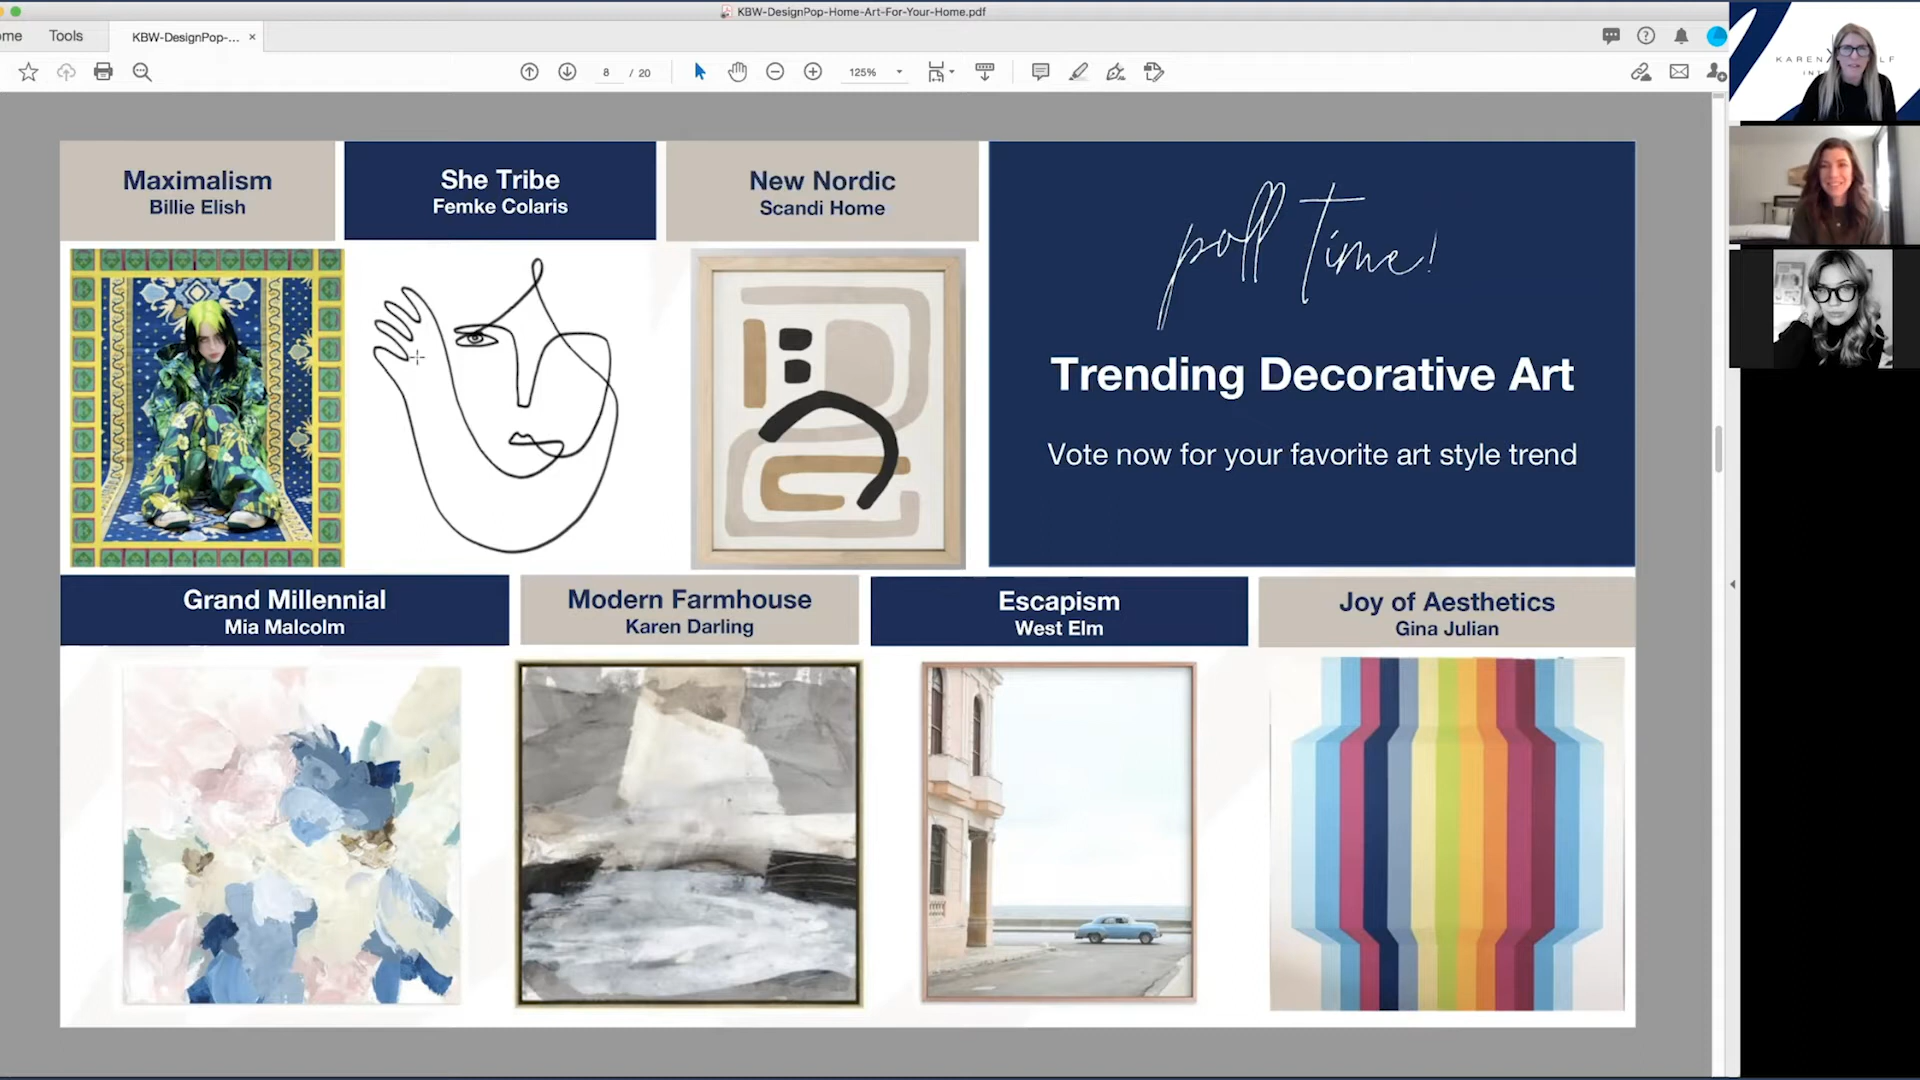 KBW-DesignPop-Home-Art-For-Your-Home.pdf
ome
Tools
KBW-DesignPop-...
8 / 20
125%
Maximalism
Billie Elish
She Tribe
Femke Colaris
New Nordic
Scandi Home
poll Time!
Trending Decorative Art
Vote now for your favorite art style trend
Grand Millennial
Mia Malcolm
Modern Farmhouse
Karen Darling
Escapism
West Elm
Joy of Aesthetics
Gina Julian
KAREN